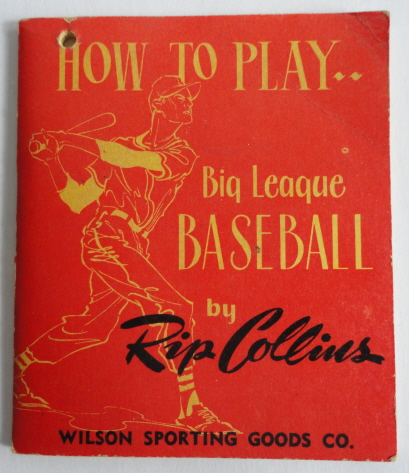 HOW TO PLAY..
Big League
BASEBALL
by
Rip Collins
WILSON SPORTING GOODS CO.